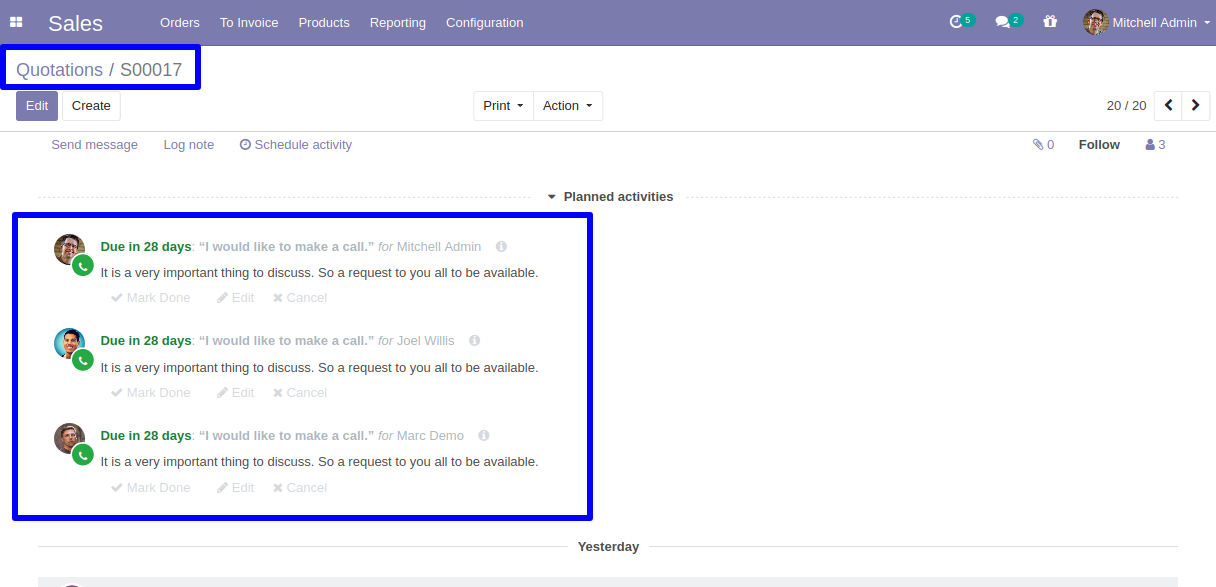 Sales Orders To Invoice Products Reporting Configuration 5 2 Mitchell Admin
Quotations / S00017
Edit Create Print Action 20 / 20
Send message Log note Schedule activity 0 Follow 3
Planned activities
Due in 28 days: “I would like to make a call.” for Mitchell Admin
It is a very important thing to discuss. So a request to you all to be available.
Mark Done Edit Cancel
Due in 28 days: “I would like to make a call.” for Joel Willis
It is a very important thing to discuss. So a request to you all to be available.
Mark Done Edit Cancel
Due in 28 days: “I would like to make a call.” for Marc Demo
It is a very important thing to discuss. So a request to you all to be available.
Mark Done Edit Cancel
Yesterday